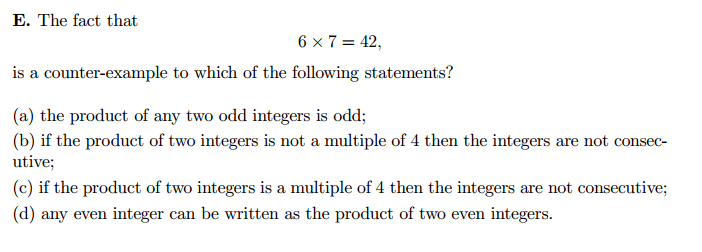 E. The fact that
6 × 7 = 42,
is a counter-example to which of the following statements?
(a) the product of any two odd integers is odd;
(b) if the product of two integers is not a multiple of 4 then the integers are not consec-
utive;
(c) if the product of two integers is a multiple of 4 then the integers are not consecutive;
(d) any even integer can be written as the product of two even integers.